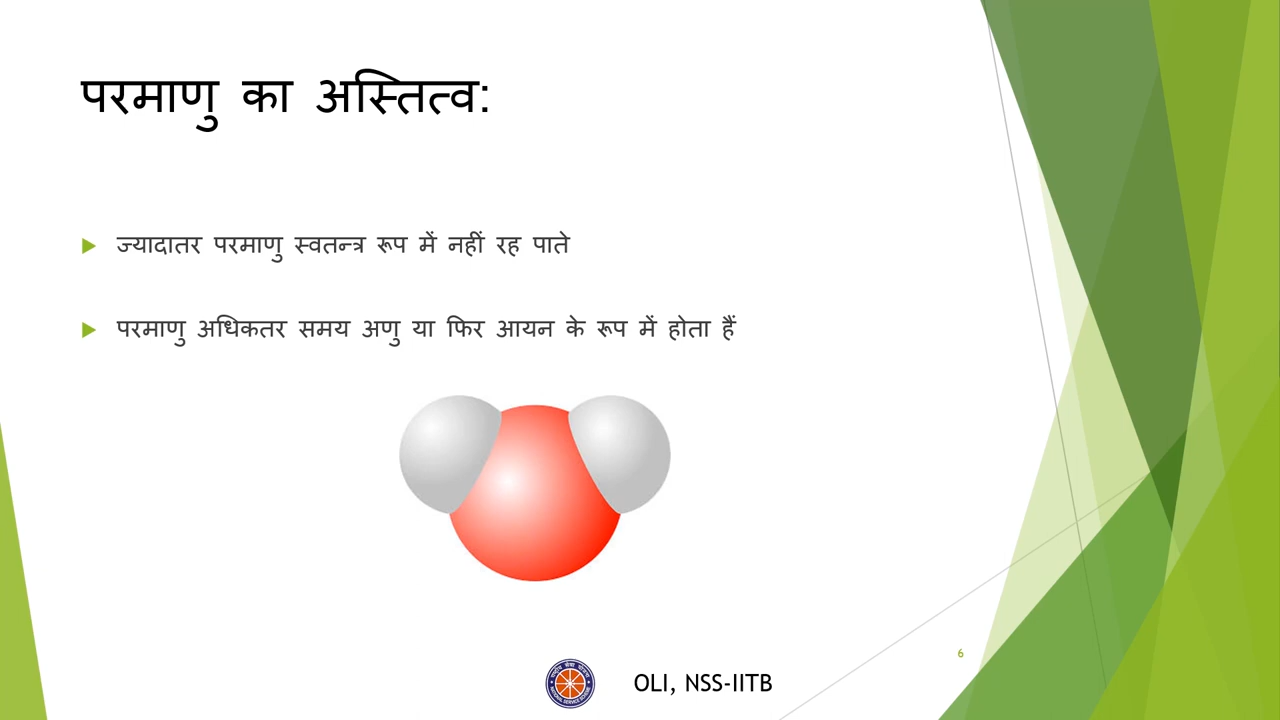 परमाणु का अस्तित्व:
ज्यादातर परमाणु स्वतन्त्र रूप में नहीं रह पाते
परमाणु अधिकतर समय अणु या फिर आयन के रूप में होता हैं
6
OLI, NSS-IITB